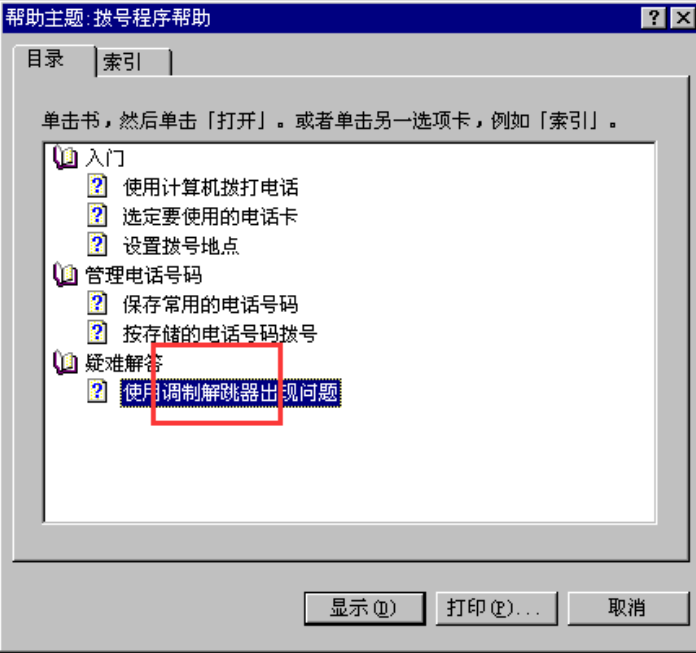 帮助主题:拨号程序帮助
目录 索引
单击书，然后单击「打开」。或者单击另一选项卡，例如「索引」。
入门
使用计算机拨打电话
选定要使用的电话卡
设置拨号地点
管理电话号码
保存常用的电话号码
按存储的电话号码拨号
疑难解答
使用调制解跳器出现问题
显示(D) 打印(P)... 取消